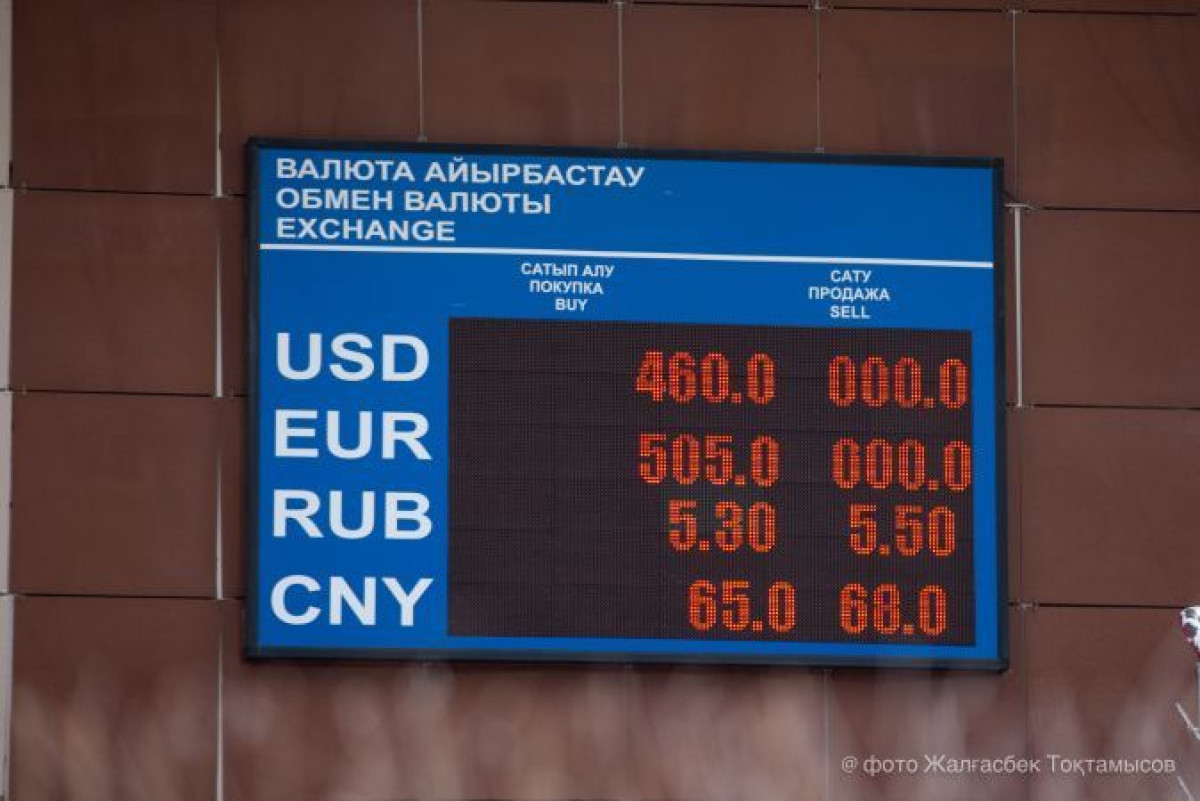 ВАЛЮТА АЙЫРБАСТАУ
ОБМЕН ВАЛЮТЫ
EXCHANGE
САТЫП АЛУ САТУ
ПОКУПКА ПРОДАЖА
BUY SELL
USD 460.0 000.0
EUR 505.0 000.0
RUB 5.30 5.50
CNY 65.0 68.0
@ фото Жалғасбек Тоқтамысов